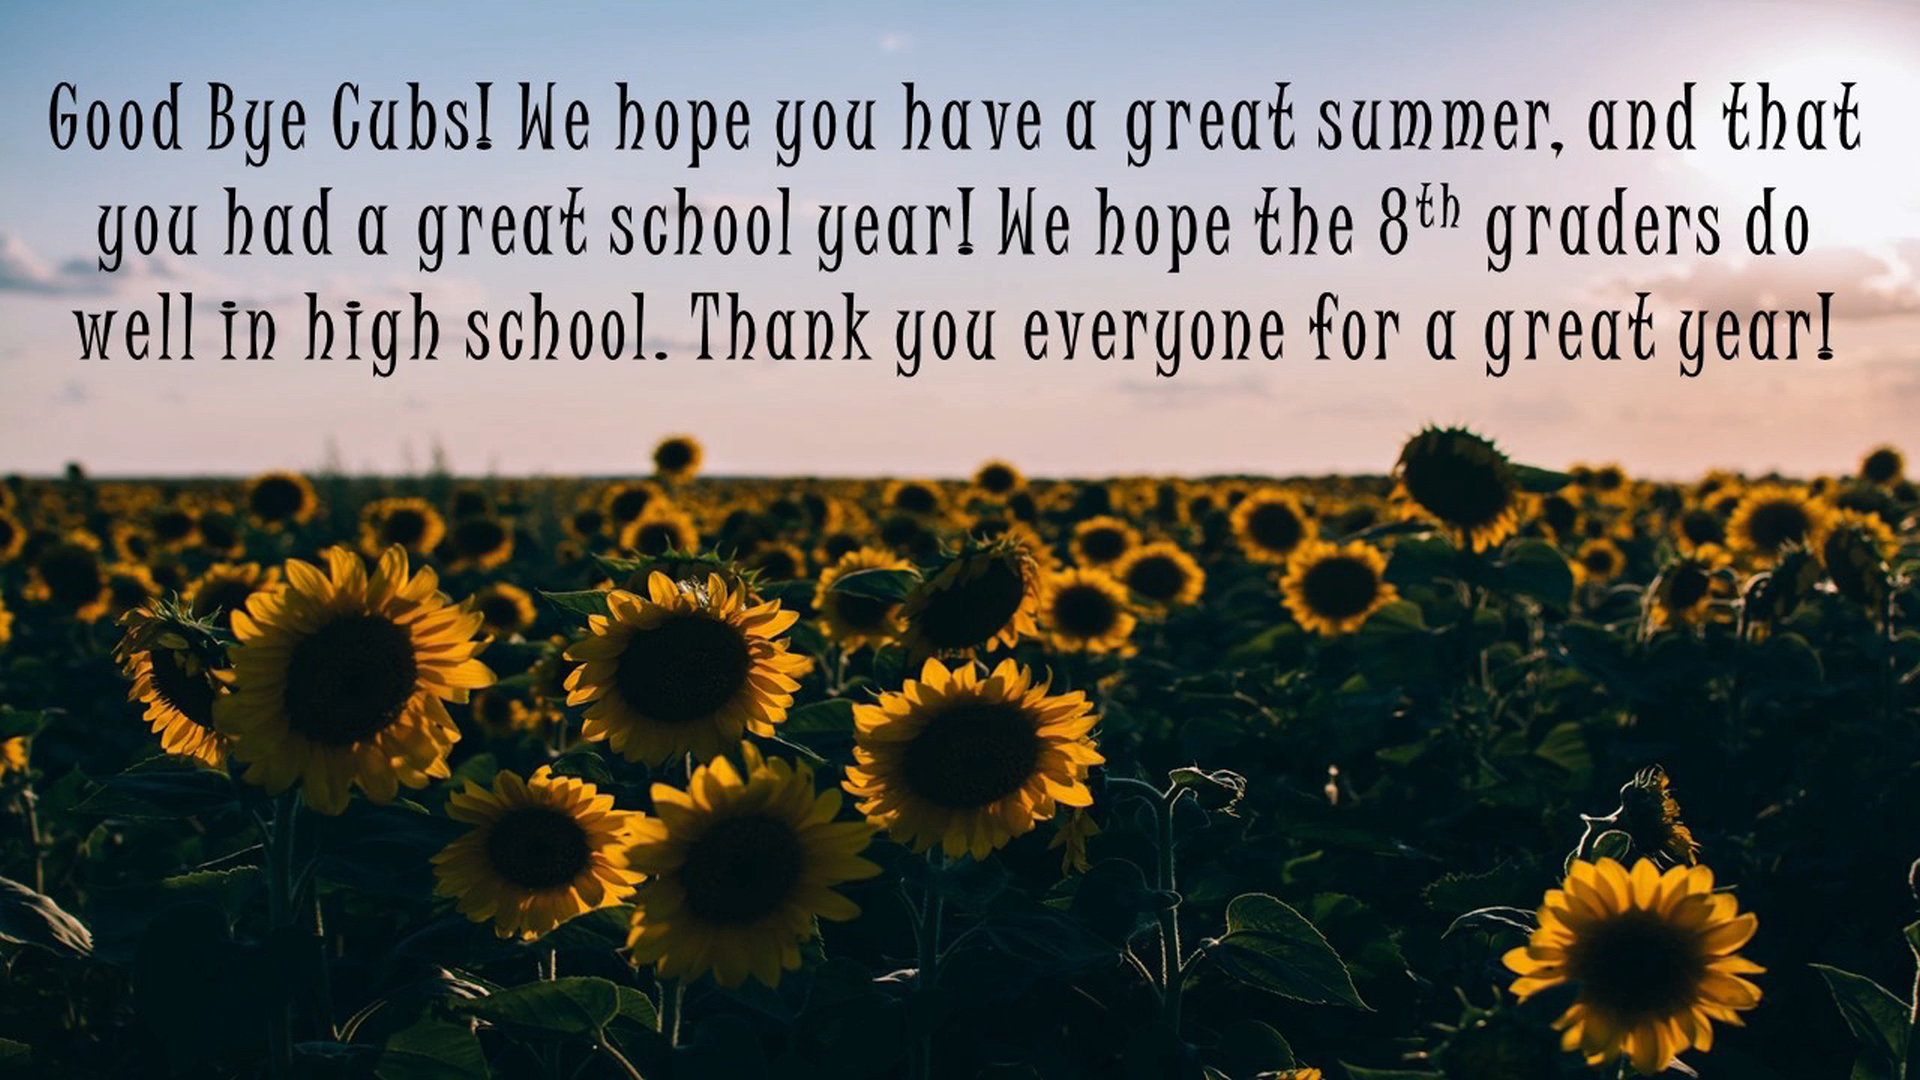 Good Bye Cubs! We hope you have a great summer, and that
you had a great school year! We hope the 8th graders do
well in high school. Thank you everyone for a great year!